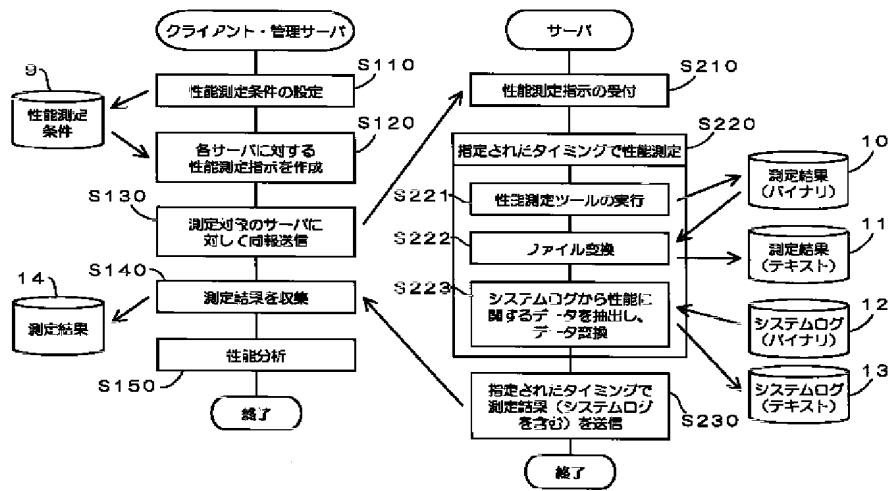 クライアント・管理サーバ
サーバ
9
S110
性能測定条件の設定
S210
性能測定指示の受付
性能測定
条件
S120
各サーバに対する
性能測定指示を作成
S220
指定されたタイミングで性能測定
10
測定結果
(バイナリ)
S130
測定対象のサーバに
対して同報送信
S221
性能測定ツールの実行
S222
ファイル変換
11
測定結果
(テキスト)
14
S140
測定結果を収集
測定結果
S223
システムログから性能に
関するデータを抽出し、
データ変換
12
システムログ
(バイナリ)
性能分析
S150
13
システムログ
(テキスト)
終了
指定されたタイミングで
測定結果(システムログ
を含む)を送信
S230
終了